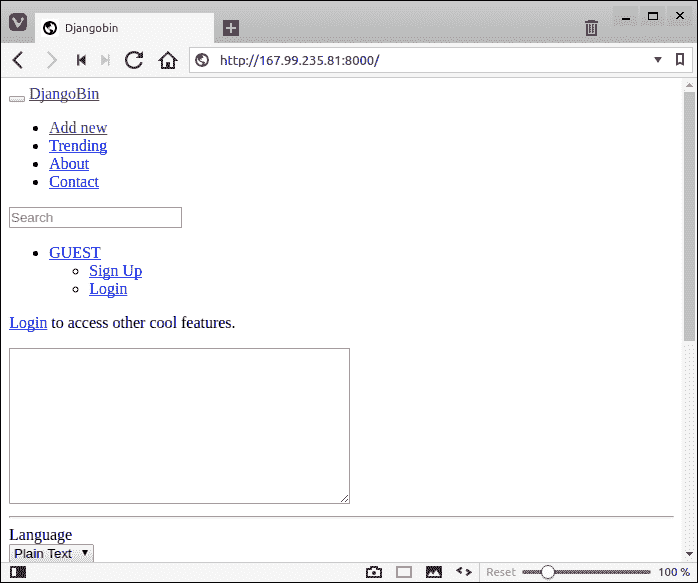 Djangobin
http://167.99.235.81:8000/
DjangoBin
Add new
Trending
About
Contact
Search
GUEST
Sign Up
Login
Login to access other cool features.
Language
Plain Text
Reset
100 %